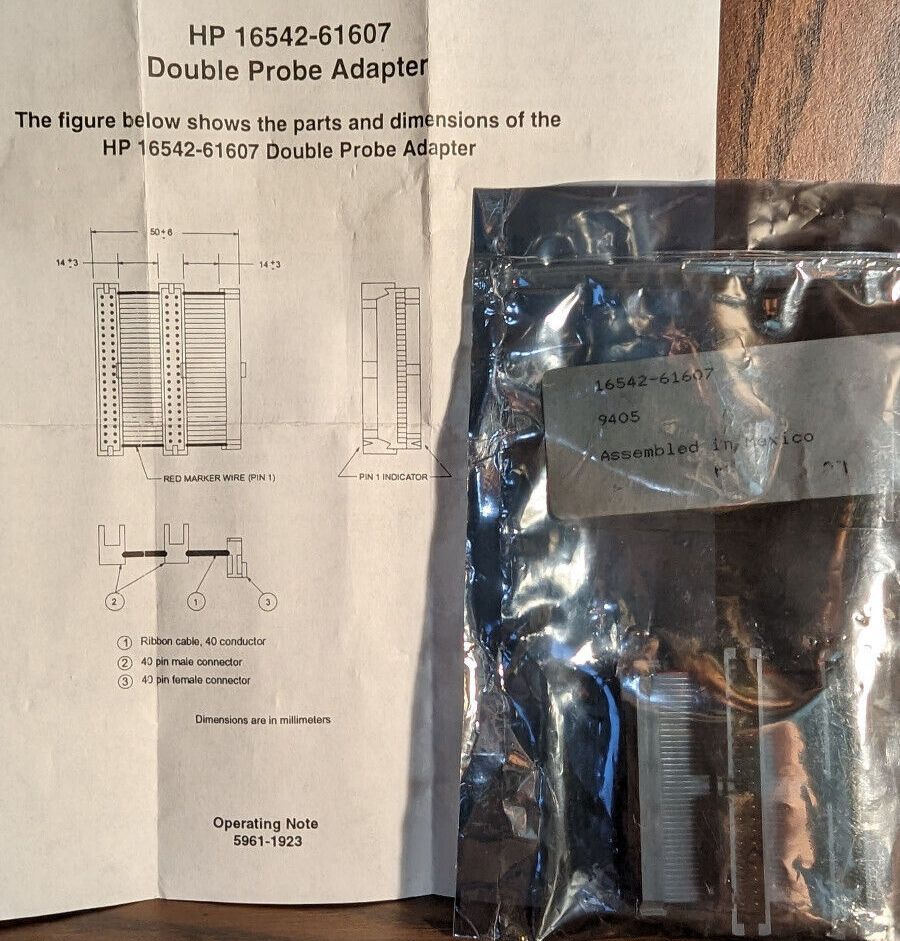 HP 16542-61607
Double Probe Adapter
The figure below shows the parts and dimensions of the
HP 16542-61607 Double Probe Adapter
50±6
14±3
14±3
RED MARKER WIRE (PIN 1)
PIN 1 INDICATOR
2
1
3
1 Ribbon cable, 40 conductor
2 40 pin male connector
3 40 pin female connector
Dimensions are in millimeters
Operating Note
5961-1923
16542-61607
9405
Assembled in Mexico